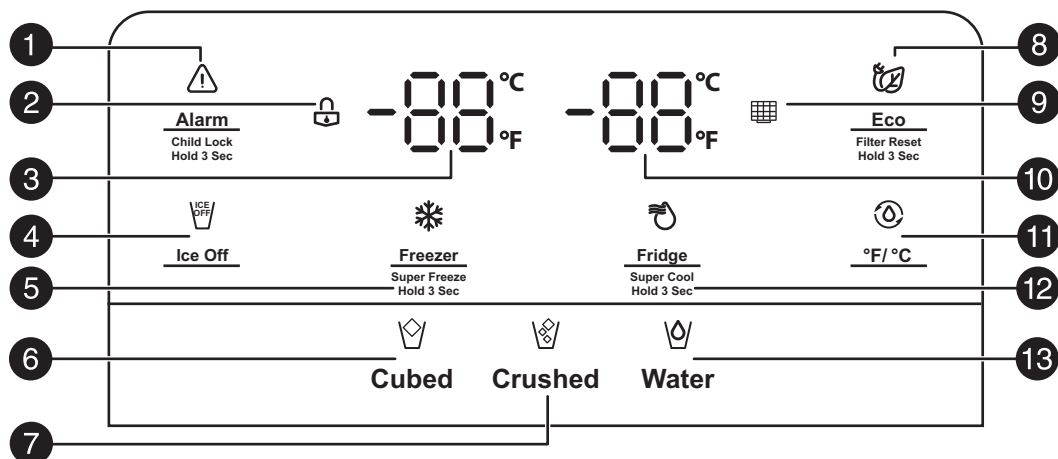 1
8
2
9
Alarm
Child Lock
Hold 3 Sec
-88 °C °F
-88 °C °F
Eco
Filter Reset
Hold 3 Sec
3
10
ICE
OFF
4
11
Ice Off
Freezer
Fridge
°F/ °C
Super Freeze
Hold 3 Sec
Super Cool
Hold 3 Sec
5
12
6
13
Cubed
Crushed
Water
7